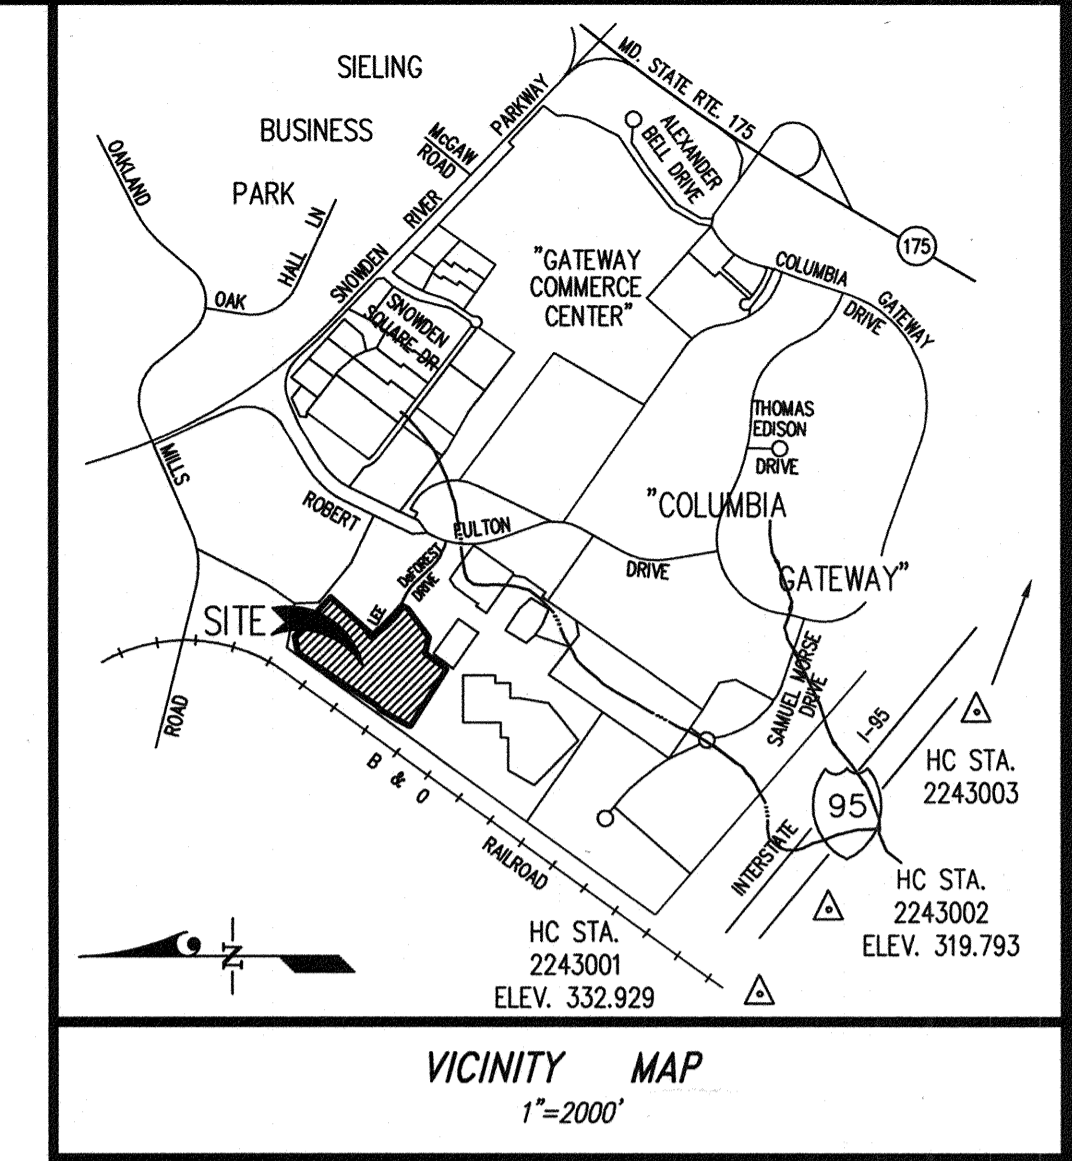 SIELING
BUSINESS
PARK
MD. STATE RTE. 175
SNOWDEN RIVER PARKWAY
McGAW
ROAD
ALEXANDER
BELL DRIVE
OAKLAND
MILLS
ROAD
OAK HALL LN
175
"GATEWAY
COMMERCE
CENTER"
COLUMBIA GATEWAY
DRIVE
SNOWDEN
SQUARE DR
THOMAS
EDISON
DRIVE
"COLUMBIA
GATEWAY"
ROBERT FULTON DRIVE
LEE DeFOREST
DRIVE
SITE
SAMUEL MORSE
DRIVE
I-95
95
INTERSTATE
B & O RAILROAD
HC STA.
2243003
HC STA.
2243002
ELEV. 319.793
HC STA.
2243001
ELEV. 332.929
N
VICINITY MAP
1"=2000'